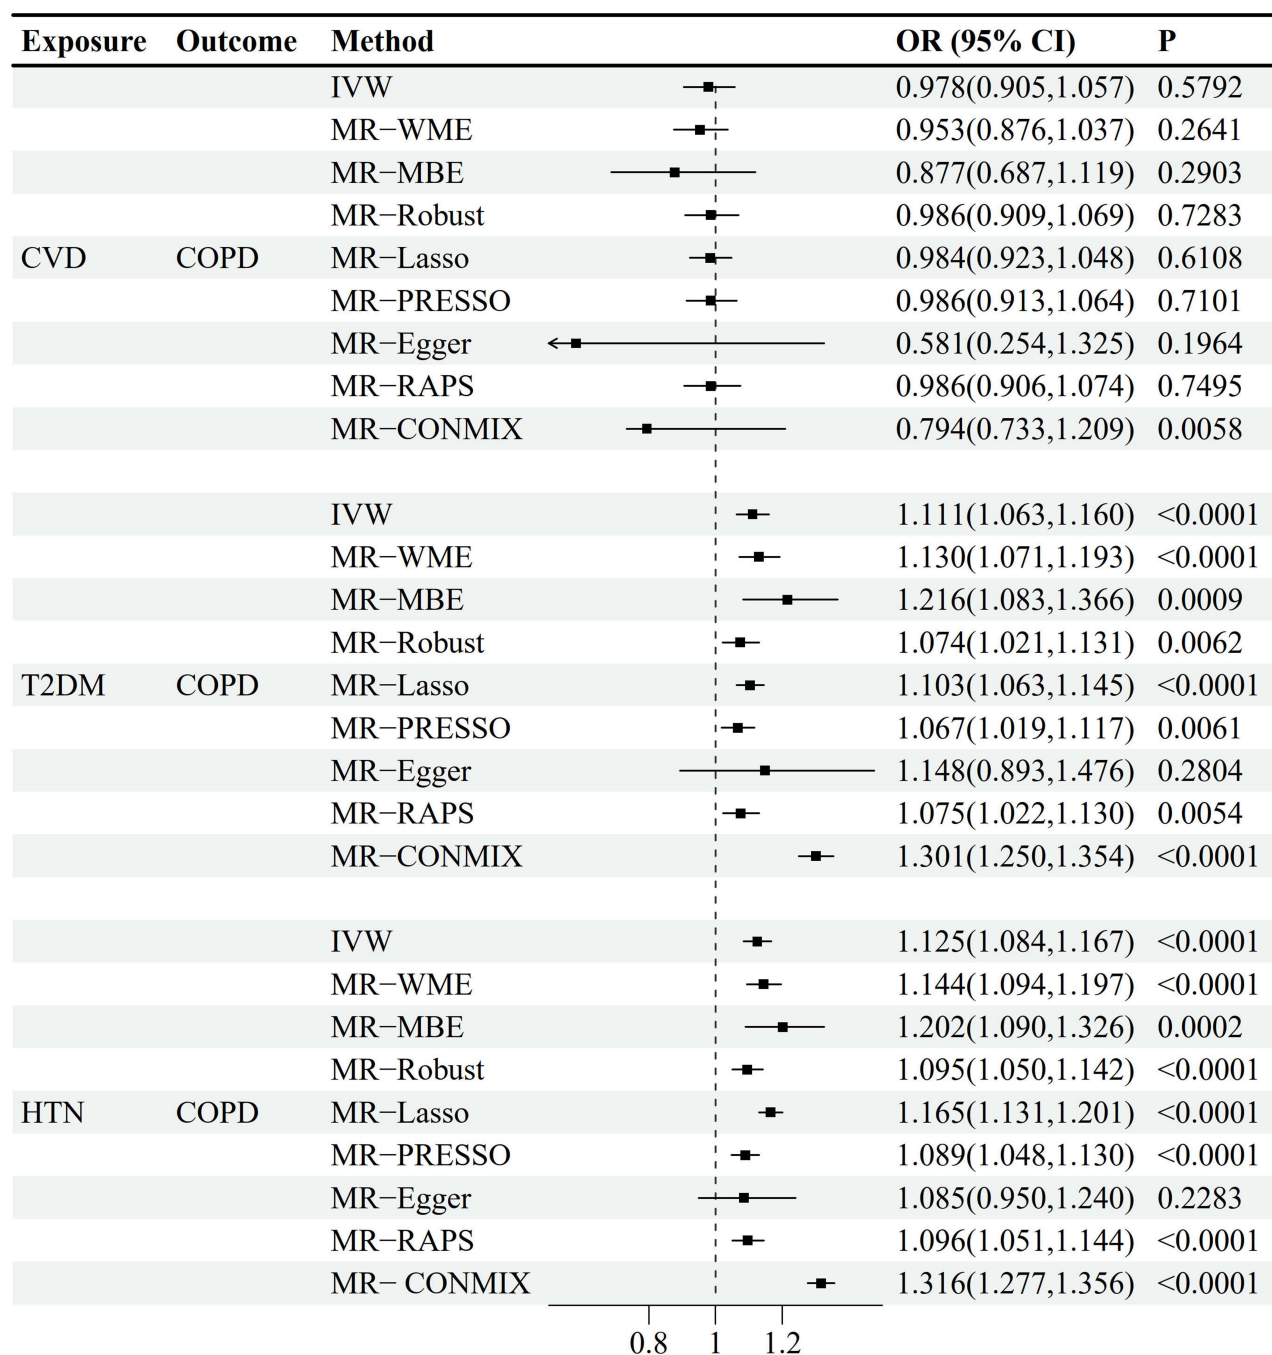 Exposure Outcome Method OR (95% CI) P
IVW 0.978(0.905,1.057) 0.5792
MR−WME 0.953(0.876,1.037) 0.2641
MR−MBE 0.877(0.687,1.119) 0.2903
MR−Robust 0.986(0.909,1.069) 0.7283
CVD COPD MR−Lasso 0.984(0.923,1.048) 0.6108
MR−PRESSO 0.986(0.913,1.064) 0.7101
MR−Egger 0.581(0.254,1.325) 0.1964
MR−RAPS 0.986(0.906,1.074) 0.7495
MR−CONMIX 0.794(0.733,1.209) 0.0058
IVW 1.111(1.063,1.160) <0.0001
MR−WME 1.130(1.071,1.193) <0.0001
MR−MBE 1.216(1.083,1.366) 0.0009
MR−Robust 1.074(1.021,1.131) 0.0062
T2DM COPD MR−Lasso 1.103(1.063,1.145) <0.0001
MR−PRESSO 1.067(1.019,1.117) 0.0061
MR−Egger 1.148(0.893,1.476) 0.2804
MR−RAPS 1.075(1.022,1.130) 0.0054
MR−CONMIX 1.301(1.250,1.354) <0.0001
IVW 1.125(1.084,1.167) <0.0001
MR−WME 1.144(1.094,1.197) <0.0001
MR−MBE 1.202(1.090,1.326) 0.0002
MR−Robust 1.095(1.050,1.142) <0.0001
HTN COPD MR−Lasso 1.165(1.131,1.201) <0.0001
MR−PRESSO 1.089(1.048,1.130) <0.0001
MR−Egger 1.085(0.950,1.240) 0.2283
MR−RAPS 1.096(1.051,1.144) <0.0001
MR− CONMIX 1.316(1.277,1.356) <0.0001
0.8 1 1.2